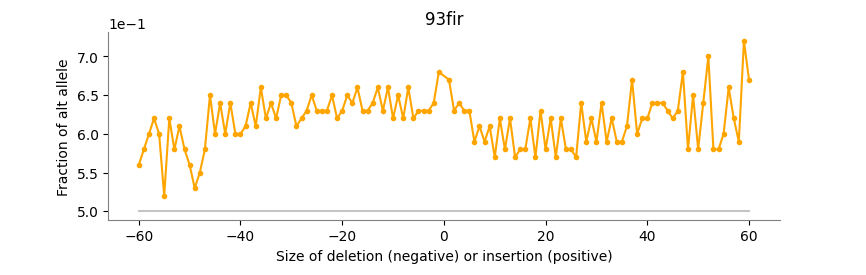 93fir
1e−1
Fraction of alt allele
7.0
6.5
6.0
5.5
5.0
−60 −40 −20 0 20 40 60
Size of deletion (negative) or insertion (positive)